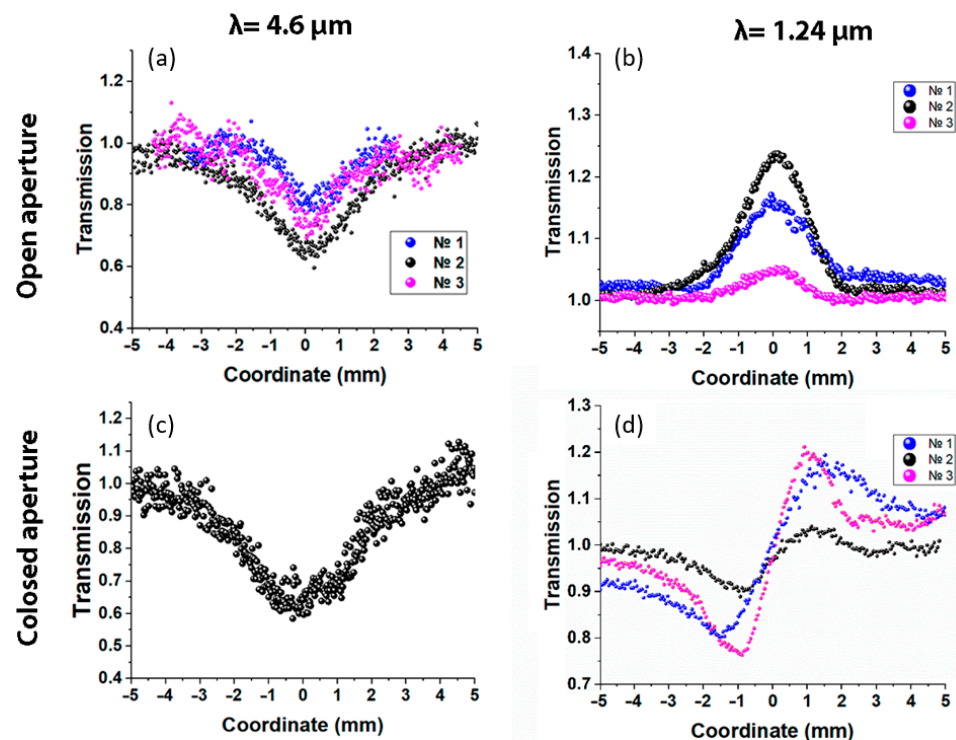 λ= 4.6 µm
λ= 1.24 µm
Open aperture
(a)
Transmission
1.2
1.0
0.8
0.6
0.4
№ 1
№ 2
№ 3
−5 −4 −3 −2 −1 0 1 2 3 4 5
Coordinate (mm)
(b)
Transmission
1.4
1.3
1.2
1.1
1.0
№ 1
№ 2
№ 3
−5 −4 −3 −2 −1 0 1 2 3 4 5
Coordinate (mm)
Colosed aperture
(c)
Transmission
1.2
1.1
1.0
0.9
0.8
0.7
0.6
0.5
0.4
−5 −4 −3 −2 −1 0 1 2 3 4 5
Coordinate (mm)
(d)
Transmission
1.3
1.2
1.1
1.0
0.9
0.8
0.7
№ 1
№ 2
№ 3
−5 −4 −3 −2 −1 0 1 2 3 4 5
Coordinate (mm)